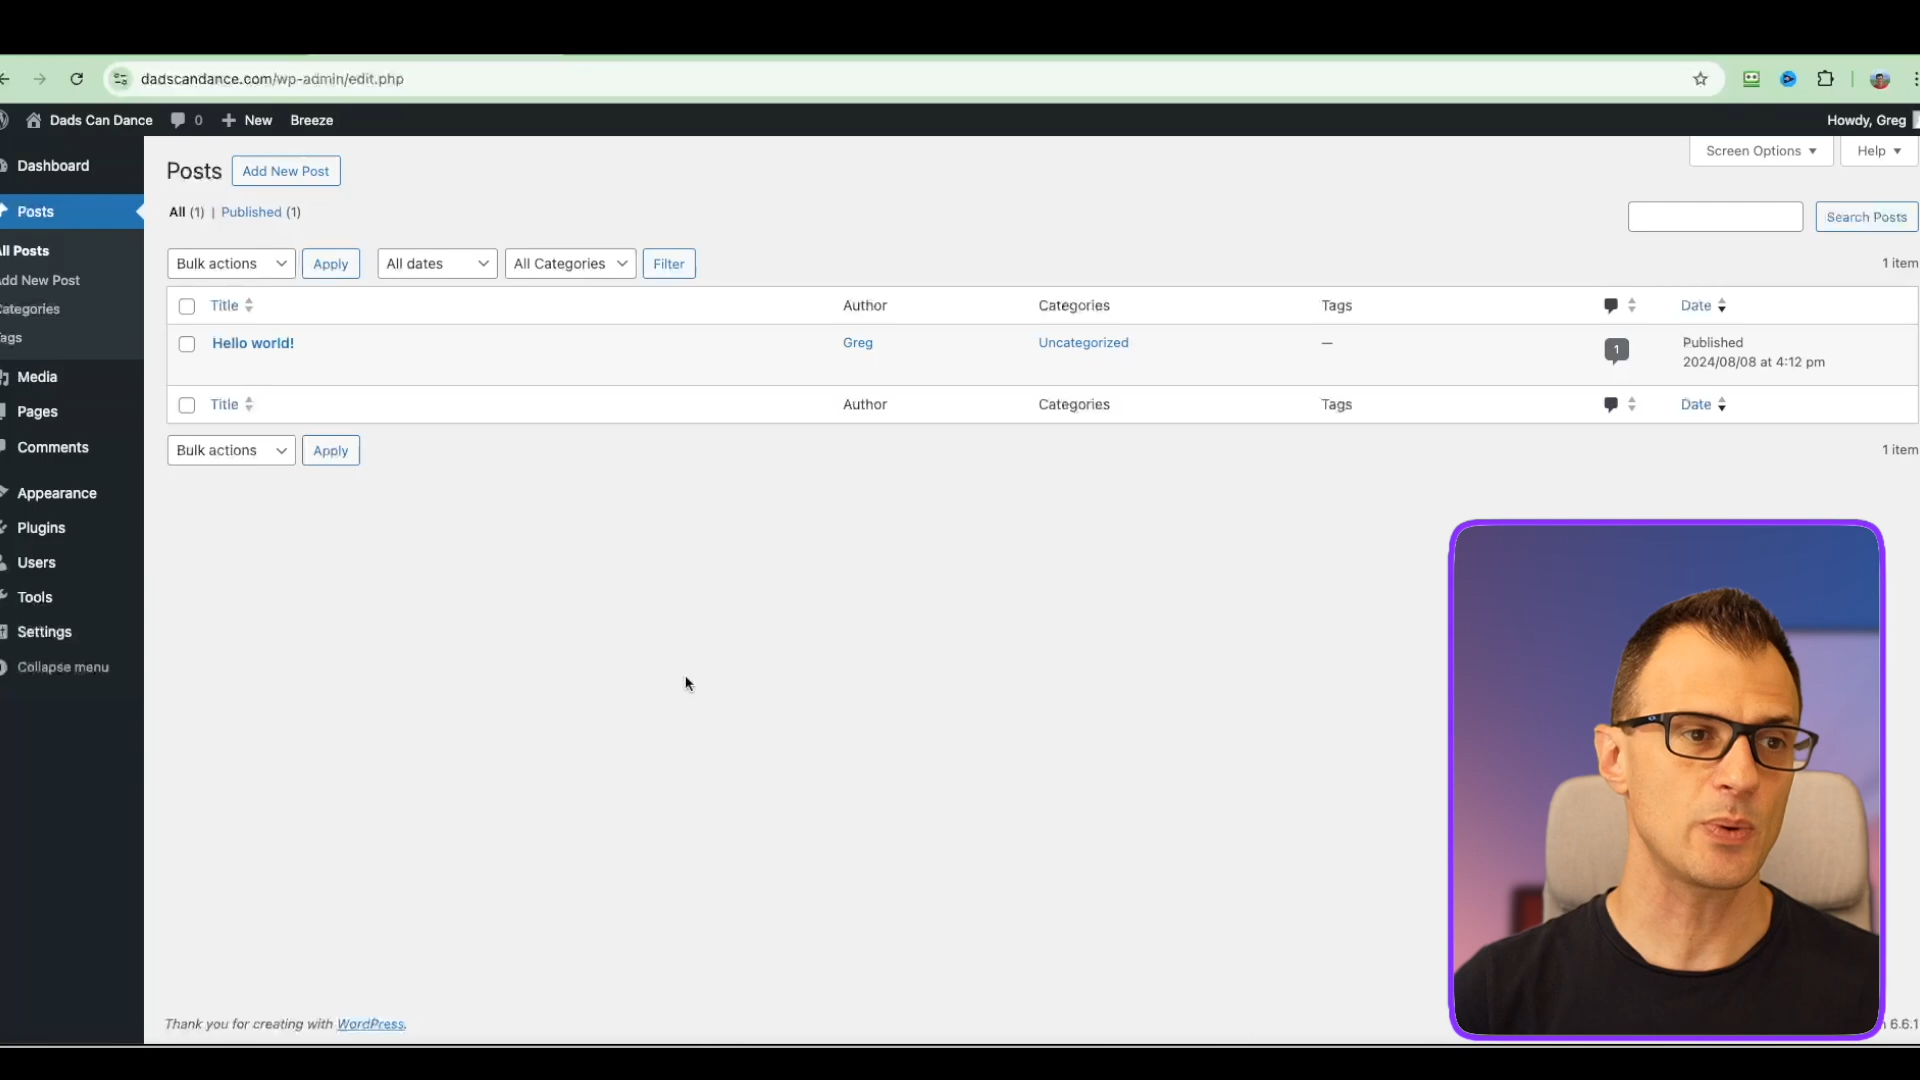 dadscandance.com/wp-admin/edit.php
Dads Can Dance 0 New Breeze Howdy, Greg
Dashboard
Posts
All Posts
Add New Post
Categories
Tags
Media
Pages
Comments
Appearance
Plugins
Users
Tools
Settings
Collapse menu
Screen Options Help
Posts Add New Post
All (1) | Published (1)
Search Posts
Bulk actions Apply All dates All Categories Filter 1 item
Title Author Categories Tags Date
Hello world! Greg Uncategorized — 1 Published
2024/08/08 at 4:12 pm
Title Author Categories Tags Date
Bulk actions Apply 1 item
Thank you for creating with WordPress.
6.6.1